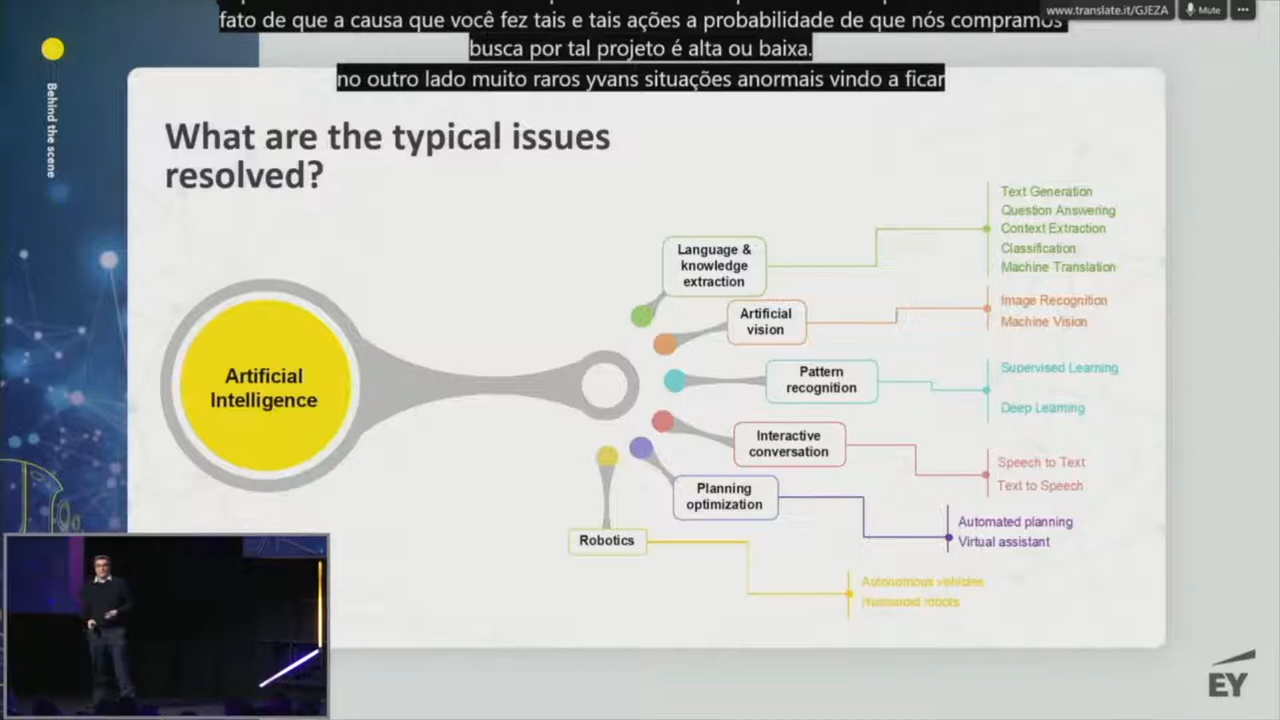 fato de que a causa que você fez tais e tais ações a probabilidade de que nós compramos
busca por tal projeto é alta ou baixa.
no outro lado muito raros yvans situações anormais vindo a ficar
www.translate.it/GJEZA
Mute
Behind the scene
What are the typical issues
resolved?
Artificial
Intelligence
Language &
knowledge
extraction
Text Generation
Question Answering
Context Extraction
Classification
Machine Translation
Artificial
vision
Image Recognition
Machine Vision
Pattern
recognition
Supervised Learning
Deep Learning
Interactive
conversation
Speech to Text
Text to Speech
Planning
optimization
Automated planning
Virtual assistant
Robotics
Autonomous vehicles
Humanoid robots
EY